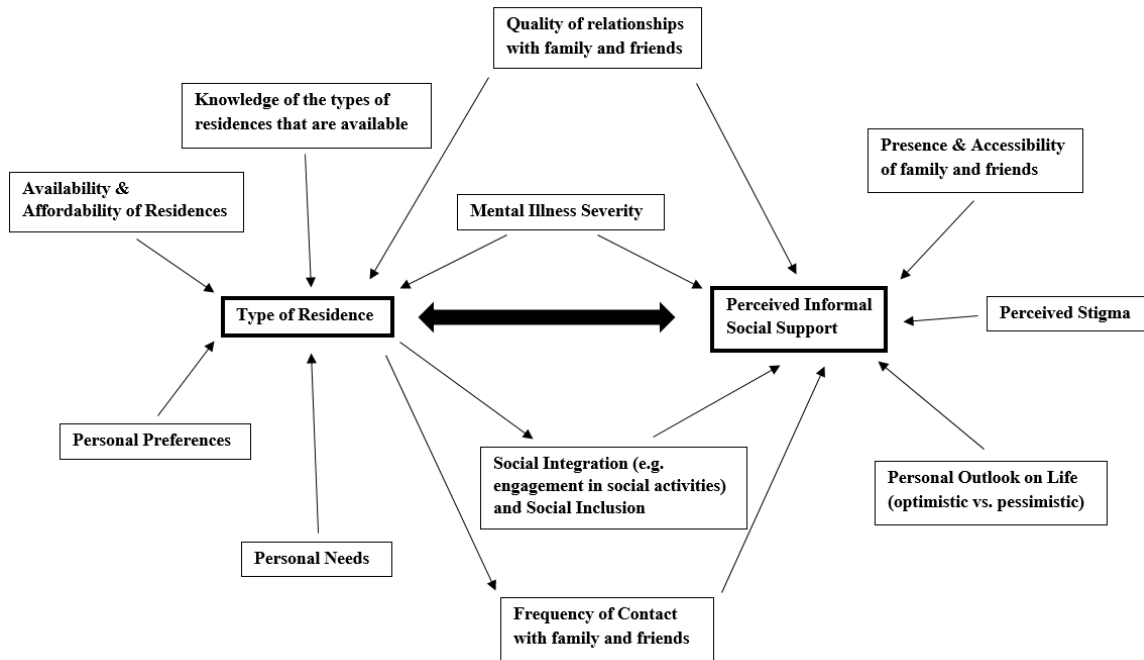 Quality of relationships
with family and friends
Knowledge of the types of
residences that are available
Presence & Accessibility
of family and friends
Availability &
Affordability of Residences
Mental Illness Severity
Type of Residence
Perceived Informal
Social Support
Perceived Stigma
Personal Preferences
Social Integration (e.g.
engagement in social activities)
and Social Inclusion
Personal Outlook on Life
(optimistic vs. pessimistic)
Personal Needs
Frequency of Contact
with family and friends